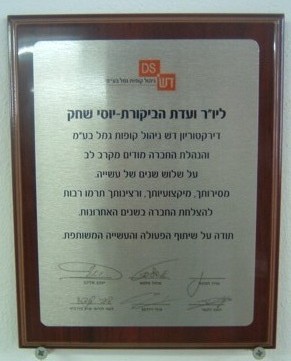 DS
דש
ניהול קופות גמל בע"מ
ליו"ר ועדת הביקורת-יוסי שחק
דירקטוריון דש ניהול קופות גמל בע"מ
והנהלת החברה מודים מקרב לב
על שלוש שנים של עשייה.
מסירותך, מיקצועיותך, ורצינותך תרמו רבות
להצלחת החברה בשנים האחרונות.
תודה על שיתוף הפעולה והעשייה המשותפת.